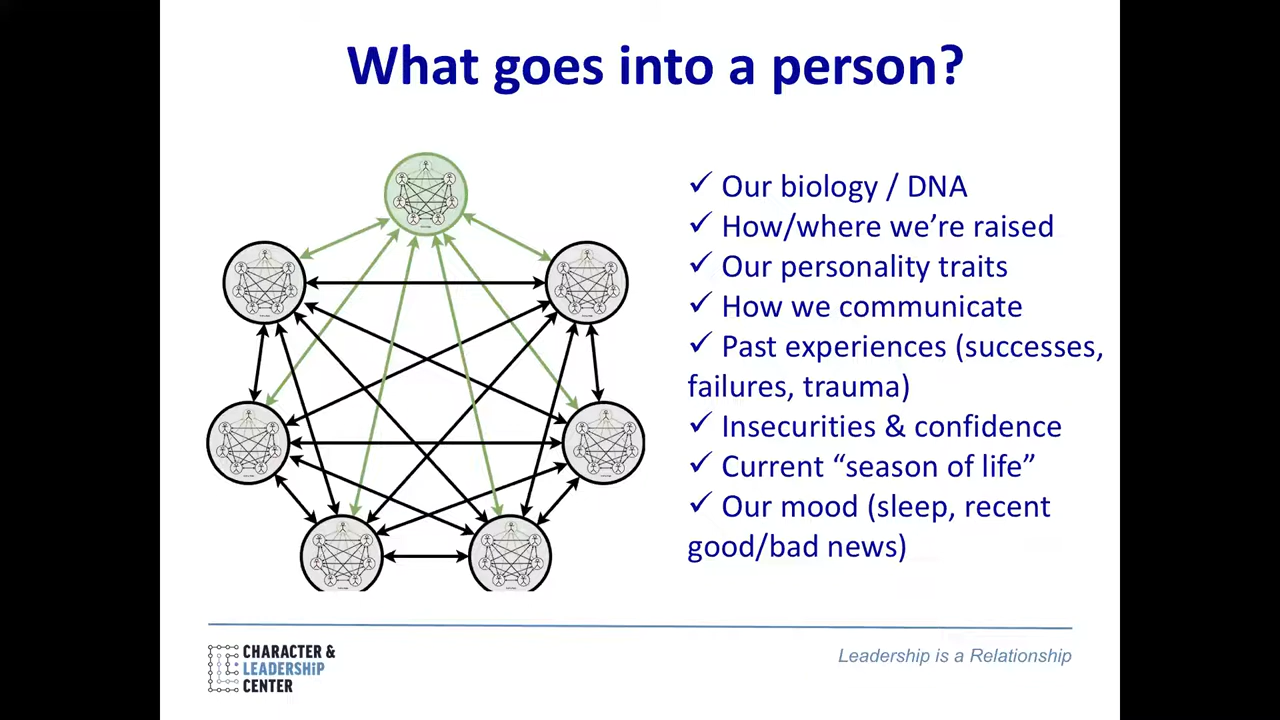 What goes into a person?
✓ Our biology / DNA
✓ How/where we’re raised
✓ Our personality traits
✓ How we communicate
✓ Past experiences (successes,
failures, trauma)
✓ Insecurities & confidence
✓ Current “season of life”
✓ Our mood (sleep, recent
good/bad news)
CHARACTER &
LEADERSHiP
CENTER
Leadership is a Relationship